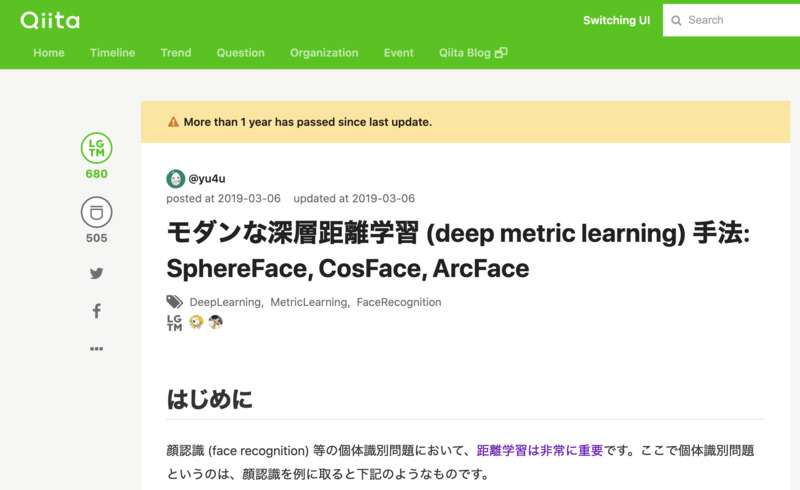 Qiita
Switching UI
Search
Home Timeline Trend Question Organization Event Qiita Blog
More than 1 year has passed since last update.
LGTM
680
505
@yu4u
posted at 2019-03-06 updated at 2019-03-06
モダンな深層距離学習 (deep metric learning) 手法:
SphereFace, CosFace, ArcFace
DeepLearning, MetricLearning, FaceRecognition
LGTM
はじめに
顔認識 (face recognition) 等の個体識別問題において、距離学習は非常に重要です。ここで個体識別問題
というのは、顔認識を例に取ると下記のようなものです。